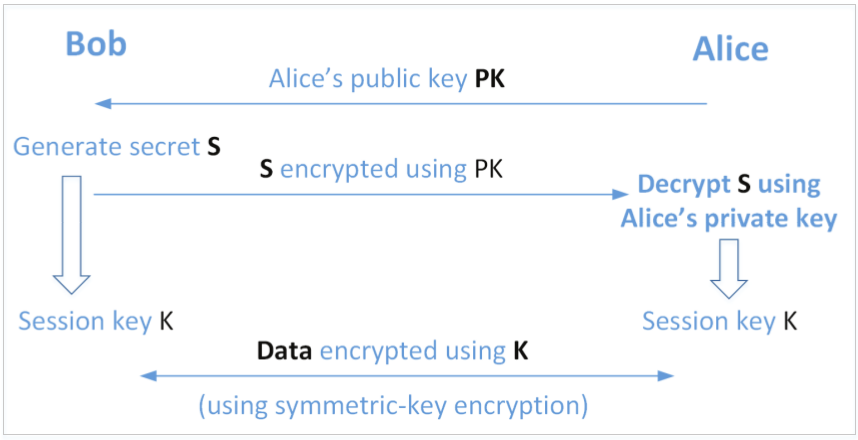 Bob
Alice
Alice’s public key PK
Generate secret S
S encrypted using PK
Decrypt S using
Alice’s private key
Session key K
Session key K
Data encrypted using K
(using symmetric-key encryption)